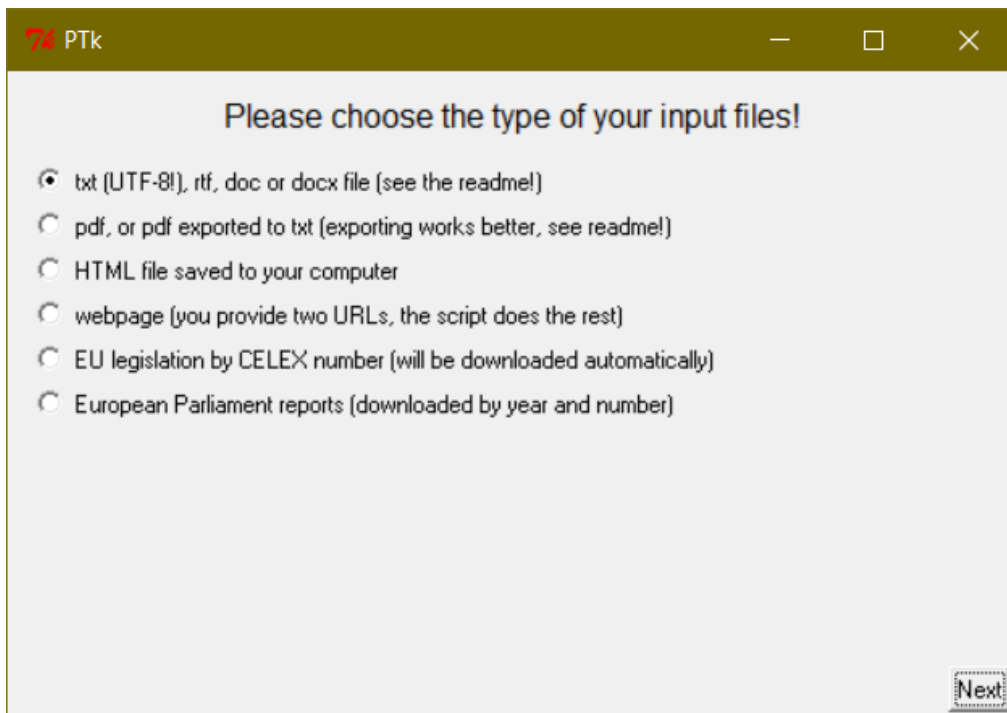 PTk
Please choose the type of your input files!
txt (UTF-8!), rtf, doc or docx file (see the readme!)
pdf, or pdf exported to txt (exporting works better, see readme!)
HTML file saved to your computer
webpage (you provide two URLs, the script does the rest)
EU legislation by CELEX number (will be downloaded automatically)
European Parliament reports (downloaded by year and number)
Next